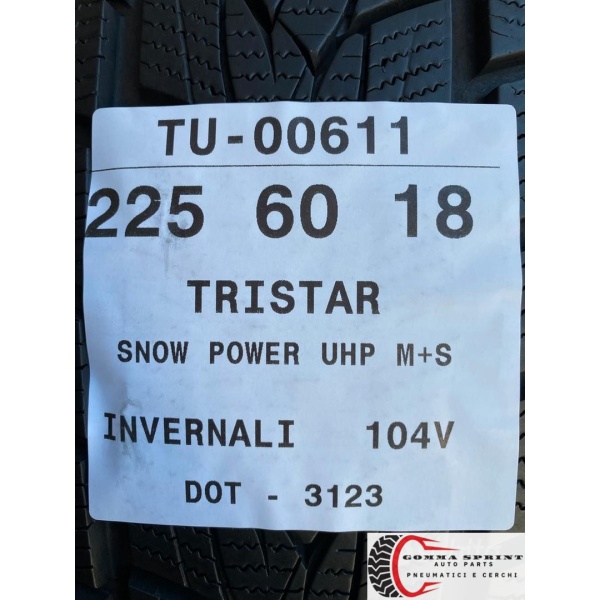 TU-00611
225 60 18
TRISTAR
SNOW POWER UHP M+S
INVERNALI 104V
DOT - 3123
GOMMA SPRINT
AUTO PARTS
PNEUMATICI E CERCHI